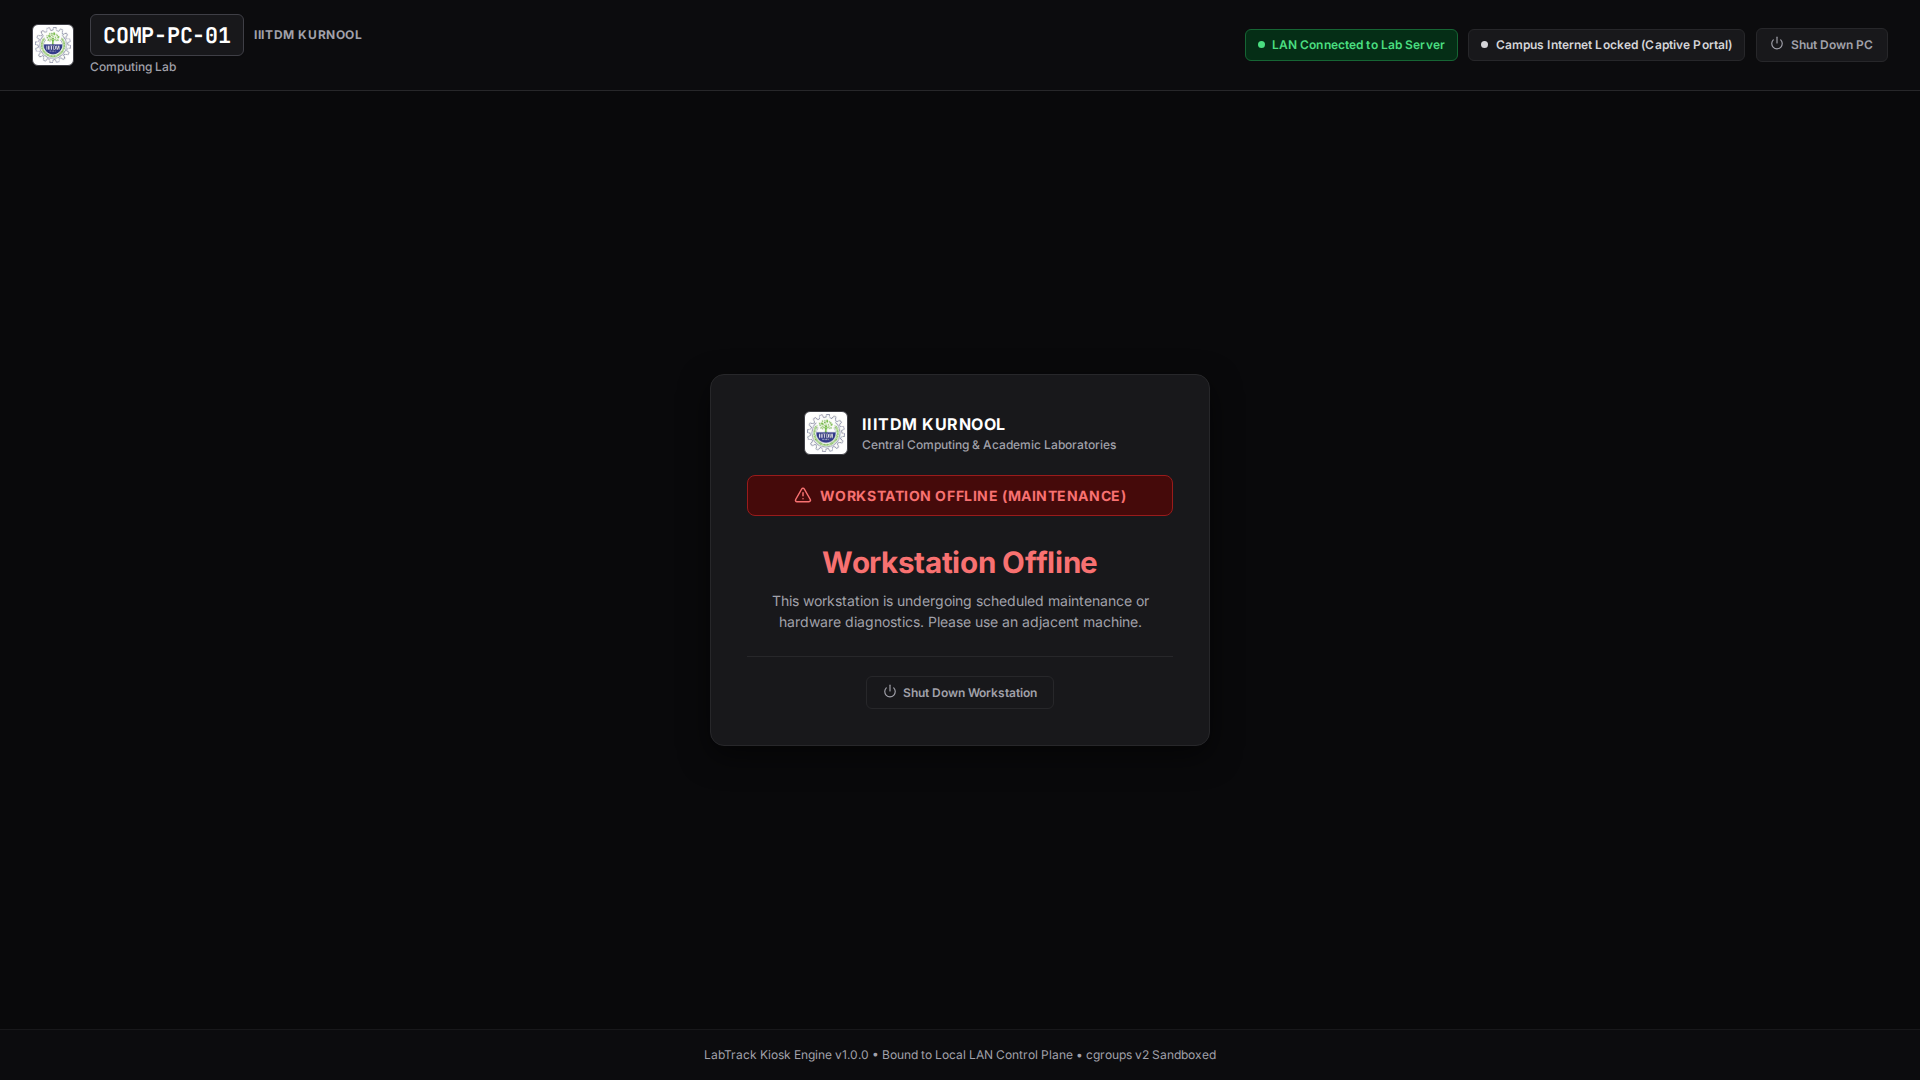 COMP-PC-01 IIITDM KURNOOL
Computing Lab
LAN Connected to Lab Server
Campus Internet Locked (Captive Portal)
Shut Down PC
IIITDM KURNOOL
Central Computing & Academic Laboratories
WORKSTATION OFFLINE (MAINTENANCE)
Workstation Offline
This workstation is undergoing scheduled maintenance or
hardware diagnostics. Please use an adjacent machine.
Shut Down Workstation
LabTrack Kiosk Engine v1.0.0 • Bound to Local LAN Control Plane • cgroups v2 Sandboxed